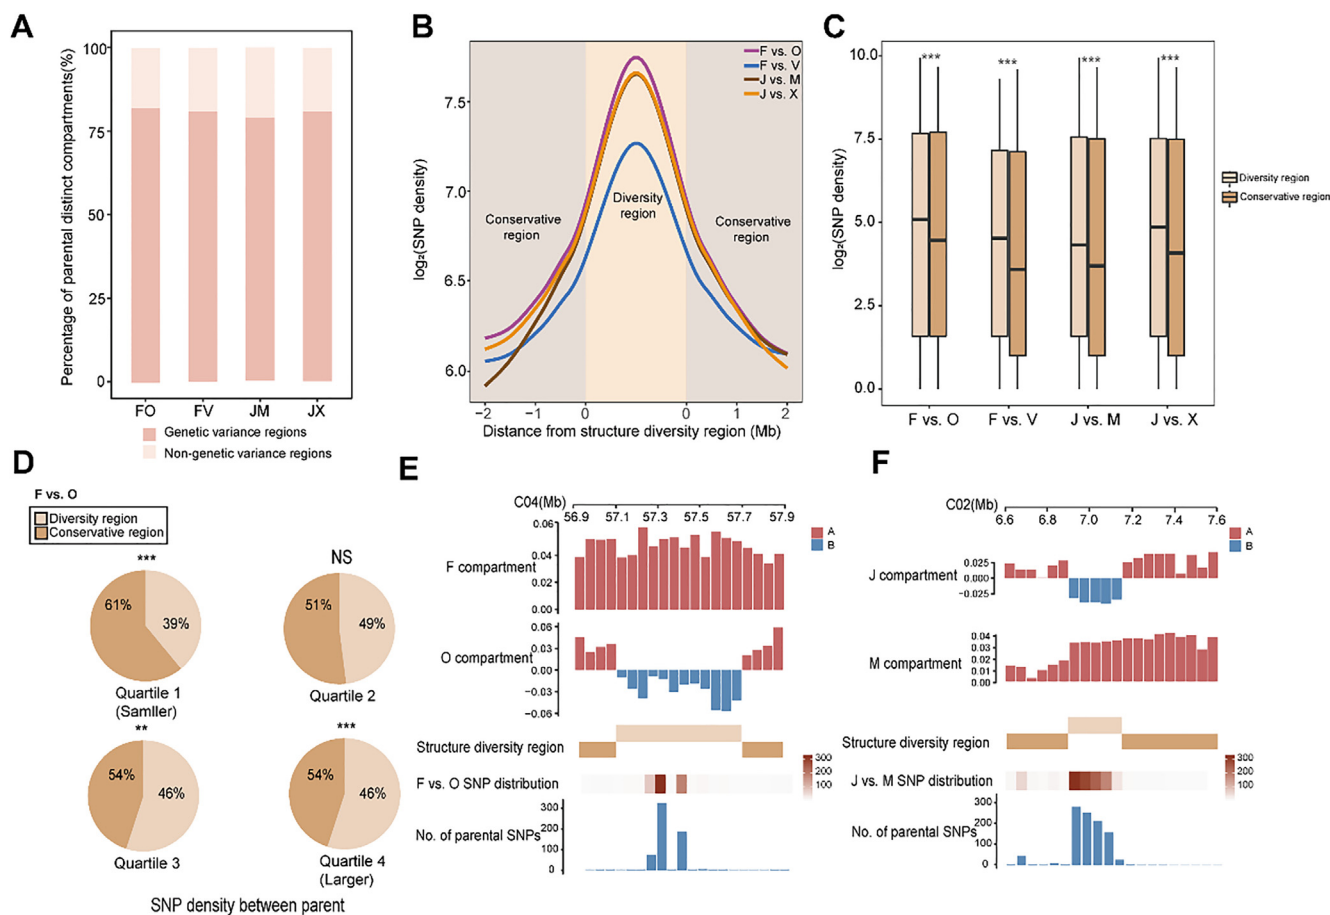 A
Percentage of parental distinct compartments(%)
100
75
50
25
0
FO FV JM JX
Genetic variance regions
Non-genetic variance regions
B
log₂(SNP density)
7.5
7.0
6.5
6.0
F vs. O
F vs. V
J vs. M
J vs. X
Conservative
region
Diversity
region
Conservative
region
−2 −1 0 0 1 2
Distance from structure diversity region (Mb)
C
log₂(SNP density)
10.0
7.5
5.0
2.5
0.0
*** *** *** ***
F vs. O F vs. V J vs. M J vs. X
Diversity region
Conservative region
D
F vs. O
Diversity region
Conservative region
***
61%
39%
Quartile 1
(Samller)
NS
51%
49%
Quartile 2
**
54%
46%
Quartile 3
***
54%
46%
Quartile 4
(Larger)
SNP density between parent
E
C04(Mb)
56.9 57.1 57.3 57.5 57.7 57.9
A
B
F compartment
0.06
0.04
0.02
0.00
O compartment
0.06
0.03
0.00
−0.03
−0.06
Structure diversity region
F vs. O SNP distribution
300
200
100
No. of parental SNPs
300
200
100
0
F
C02(Mb)
6.6 6.8 7.0 7.2 7.4 7.6
A
B
J compartment
0.025
0.000
−0.025
M compartment
0.04
0.03
0.02
0.01
0.00
Structure diversity region
J vs. M SNP distribution
300
200
100
No. of parental SNPs
300
200
100
0